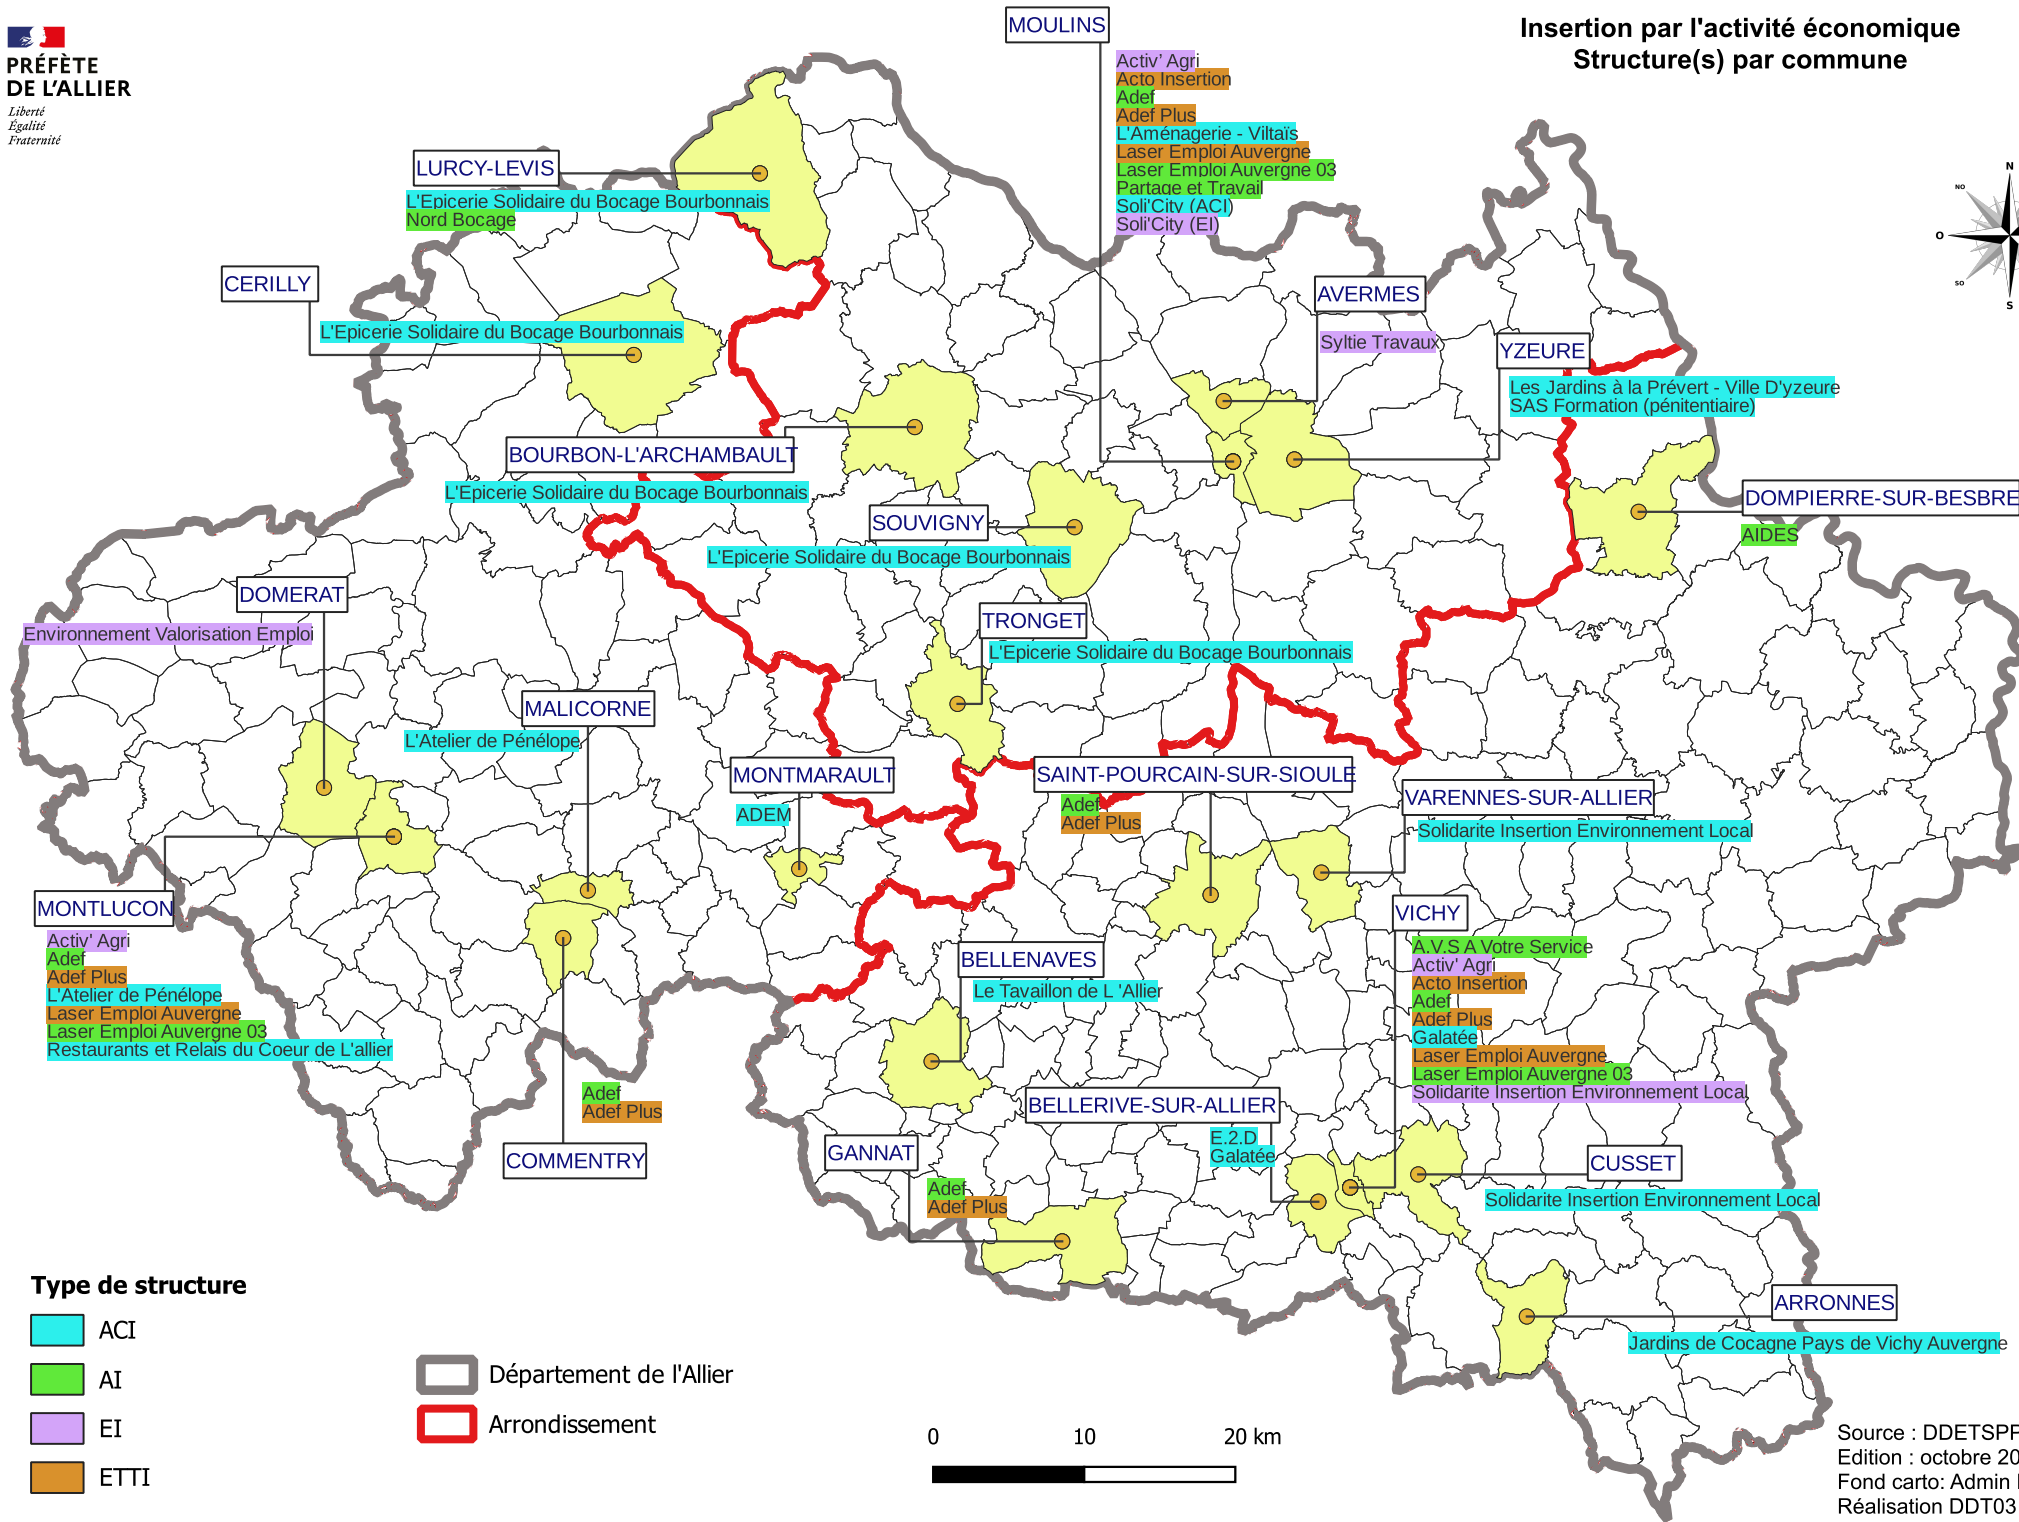 PRÉFÈTE
DE L'ALLIER
Liberté
Égalité
Fraternité
Insertion par l'activité économique
Structure(s) par commune
MOULINS
Activ' Agri
Acto Insertion
Adef
Adef Plus
L'Aménagerie - Viltaïs
Laser Emploi Auvergne
Laser Emploi Auvergne 03
Partage et Travail
Soli'City (ACI)
Soli'City (EI)
N
NO
O
SO
S
LURCY-LEVIS
L'Epicerie Solidaire du Bocage Bourbonnais
Nord Bocage
CERILLY
L'Epicerie Solidaire du Bocage Bourbonnais
AVERMES
Syltie Travaux
YZEURE
Les Jardins à la Prévert - Ville D'yzeure
SAS Formation (pénitentiaire)
BOURBON-L'ARCHAMBAULT
L'Epicerie Solidaire du Bocage Bourbonnais
SOUVIGNY
L'Epicerie Solidaire du Bocage Bourbonnais
DOMPIERRE-SUR-BESBRE
AIDES
DOMERAT
Environnement Valorisation Emploi
TRONGET
L'Epicerie Solidaire du Bocage Bourbonnais
MALICORNE
L'Atelier de Pénélope
MONTMARAULT
ADEM
SAINT-POURCAIN-SUR-SIOULE
Adef
Adef Plus
VARENNES-SUR-ALLIER
Solidarite Insertion Environnement Local
MONTLUCON
Activ' Agri
Adef
Adef Plus
L'Atelier de Pénélope
Laser Emploi Auvergne
Laser Emploi Auvergne 03
Restaurants et Relais du Coeur de L'allier
VICHY
A.V.S A Votre Service
Activ' Agri
Acto Insertion
Adef
Adef Plus
Galatée
Laser Emploi Auvergne
Laser Emploi Auvergne 03
Solidarite Insertion Environnement Local
BELLENAVES
Le Tavaillon de L 'Allier
Adef
Adef Plus
COMMENTRY
BELLERIVE-SUR-ALLIER
E.2.D
Galatée
GANNAT
Adef
Adef Plus
CUSSET
Solidarite Insertion Environnement Local
ARRONNES
Jardins de Cocagne Pays de Vichy Auvergne
Type de structure
ACI
AI
EI
ETTI
Département de l'Allier
Arrondissement
0 10 20 km
Source : DDETSPP
Edition : octobre 20
Fond carto: Admin
Réalisation DDT03